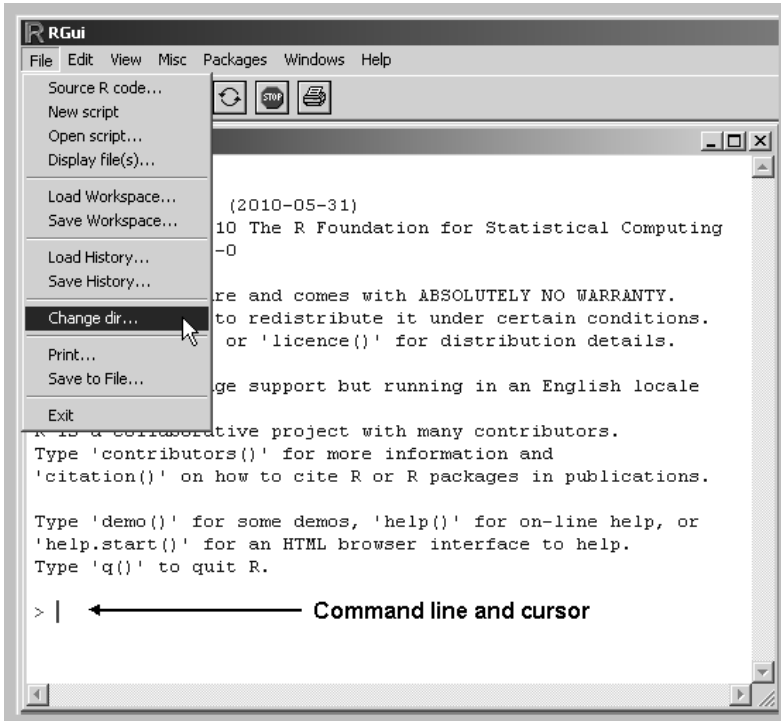 RGui
File Edit View Misc Packages Windows Help
Source R code...
New script
Open script...
Display file(s)...
Load Workspace...
Save Workspace...
Load History...
Save History...
Change dir...
Print...
Save to File...
Exit
STOP
(2010-05-31)
10 The R Foundation for Statistical Computing
-0
re and comes with ABSOLUTELY NO WARRANTY.
to redistribute it under certain conditions.
or 'licence()' for distribution details.
ge support but running in an English locale
R is a collaborative project with many contributors.
Type 'contributors()' for more information and
'citation()' on how to cite R or R packages in publications.
Type 'demo()' for some demos, 'help()' for on-line help, or
'help.start()' for an HTML browser interface to help.
Type 'q()' to quit R.
>
Command line and cursor